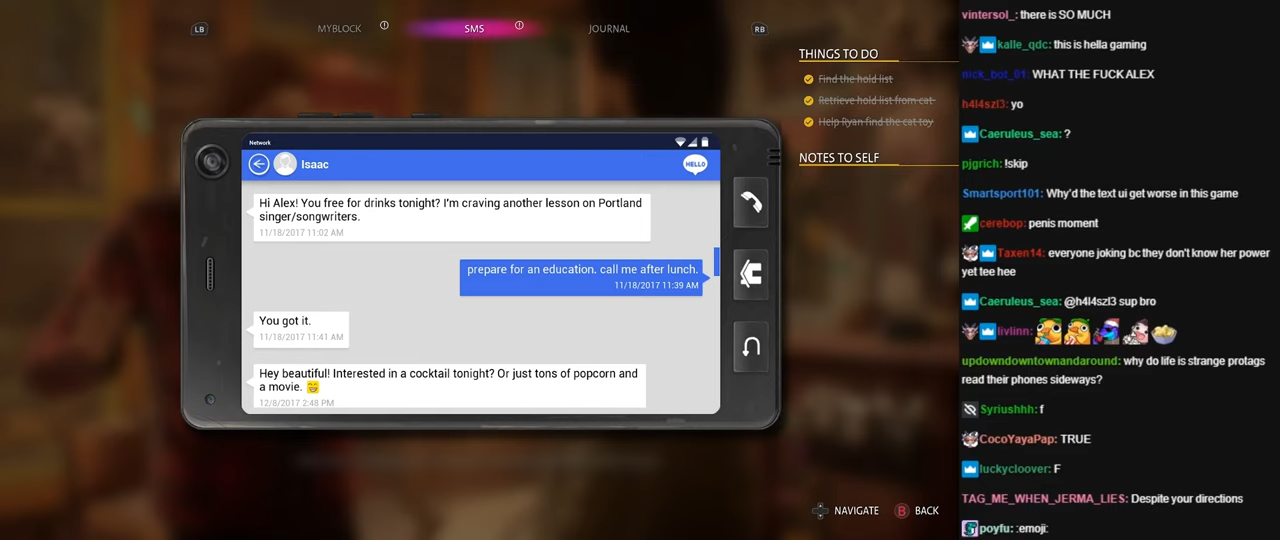 LB
MYBLOCK
SMS
JOURNAL
RB
THINGS TO DO
Find the hold list
Retrieve hold list from cat
Help Ryan find the cat toy
NOTES TO SELF
Network
Isaac
HELLO
Hi Alex! You free for drinks tonight? I'm craving another lesson on Portland
singer/songwriters.
11/18/2017 11:02 AM
prepare for an education. call me after lunch.
11/18/2017 11:39 AM
You got it.
11/18/2017 11:41 AM
Hey beautiful! Interested in a cocktail tonight? Or just tons of popcorn and
a movie. 😁
12/8/2017 2:48 PM
NAVIGATE
B BACK
vintersol_: there is SO MUCH
kalle_qdc: this is hella gaming
nick_bot_01: WHAT THE FUCK ALEX
h4l4szl3: yo
Caeruleus_sea: ?
pjgrich: !skip
Smartsport101: Why'd the text ui get worse in this game
cerebop: penis moment
Taxen14: everyone joking bc they don't know her power
yet tee hee
Caeruleus_sea: @h4l4szl3 sup bro
livlinn:
updowndowntownandaround: why do life is strange protags
read their phones sideways?
Syriushhh: f
CocoYayaPap: TRUE
luckycloover: F
TAG_ME_WHEN_JERMA_LIES: Despite your directions
poyfu: :emoji: